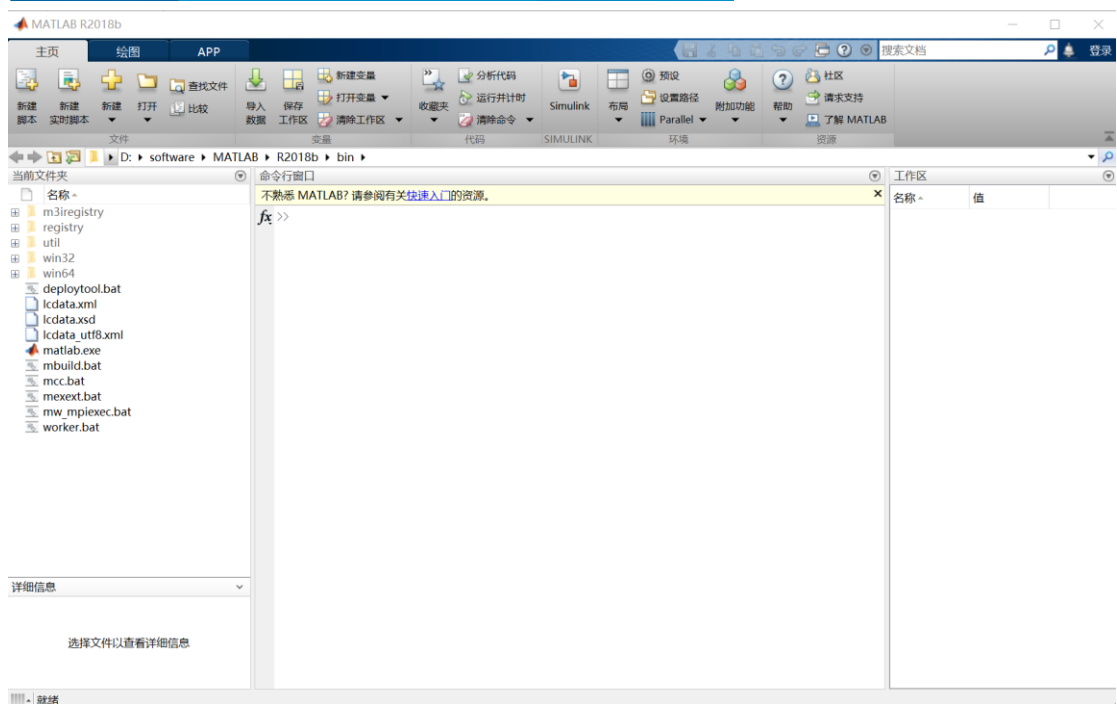 MATLAB R2018b
主页 绘图 APP 搜索文档 登录
新建脚本 新建实时脚本 新建 打开 查找文件 比较
导入数据 保存工作区 新建变量 打开变量 清除工作区
收藏夹 分析代码 运行并计时 清除命令
Simulink
布局 预设 设置路径 Parallel 附加功能
帮助 社区 请求支持 了解 MATLAB
文件 变量 代码 SIMULINK 环境 资源
D: software MATLAB R2018b bin
当前文件夹
名称
m3iregistry
registry
util
win32
win64
deploytool.bat
lcdata.xml
lcdata.xsd
lcdata_utf8.xml
matlab.exe
mbuild.bat
mcc.bat
mexext.bat
mw_mpiexec.bat
worker.bat
详细信息
选择文件以查看详细信息
命令行窗口
不熟悉 MATLAB? 请参阅有关快速入门的资源。
fx >>
工作区
名称 值
就绪